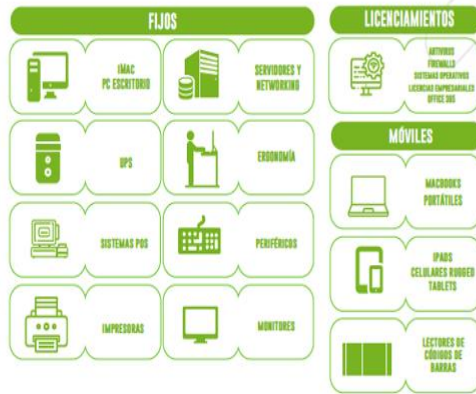 FIJOS
IMAC
PC ESCRITORIO
SERVIDORES Y
NETWORKING
UPS
ERGONOMÍA
SISTEMAS POS
PERIFÉRICOS
IMPRESORAS
MONITORES
LICENCIAMIENTOS
ANTIVIRUS
FIREWALLS
SISTEMAS OPERATIVOS
LICENCIAS EMPRESARIALES
OFFICE 365
MÓVILES
MACBOOKS
PORTÁTILES
IPADS
CELULARES RUGGED
TABLETS
LECTORES DE
CÓDIGOS DE
BARRAS